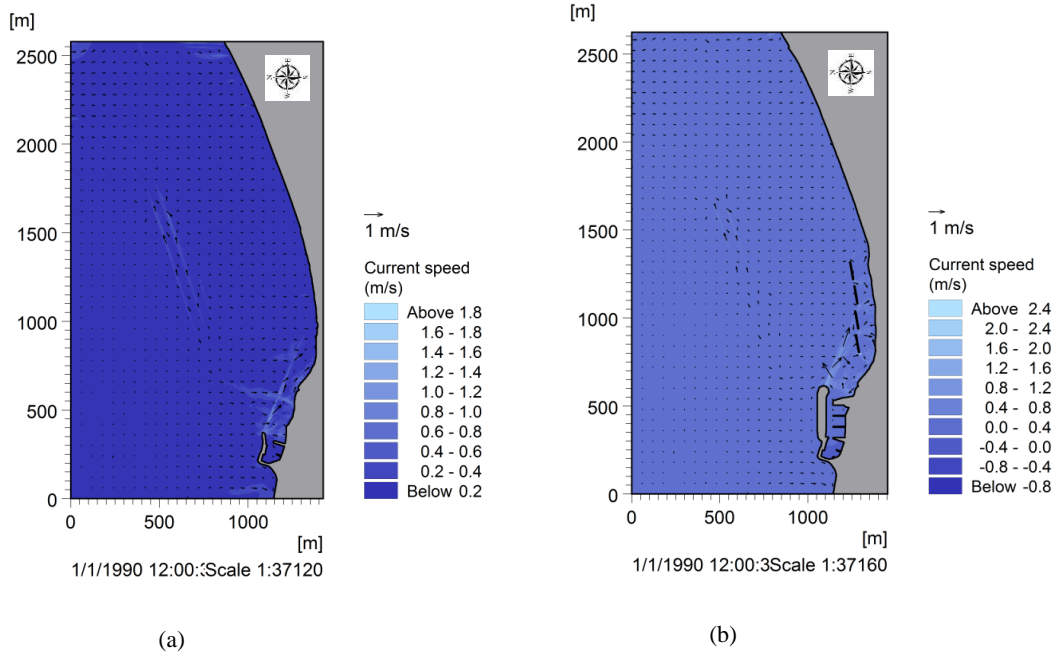 [m]
2500
2000
1500
1000
500
0
0 500 1000
[m]
1/1/1990 12:00:3Scale 1:37120
N
S
W
1 m/s
Current speed
(m/s)
Above 1.8
1.6 - 1.8
1.4 - 1.6
1.2 - 1.4
1.0 - 1.2
0.8 - 1.0
0.6 - 0.8
0.4 - 0.6
0.2 - 0.4
Below 0.2
(a)
[m]
2500
2000
1500
1000
500
0
0 500 1000
[m]
1/1/1990 12:00:3Scale 1:37160
N
S
W
1 m/s
Current speed
(m/s)
Above 2.4
2.0 - 2.4
1.6 - 2.0
1.2 - 1.6
0.8 - 1.2
0.4 - 0.8
0.0 - 0.4
-0.4 - 0.0
-0.8 - -0.4
Below -0.8
(b)